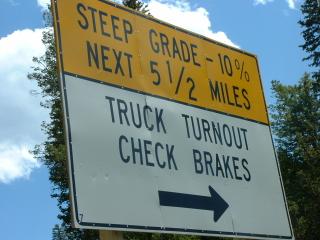 STEEP GRADE - 10%
NEXT 5 1/2 MILES
TRUCK TURNOUT
CHECK BRAKES